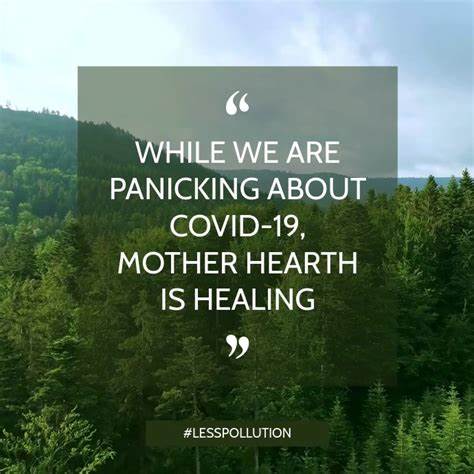 “
WHILE WE ARE
PANICKING ABOUT
COVID-19,
MOTHER HEARTH
IS HEALING
”
#LESSPOLLUTION